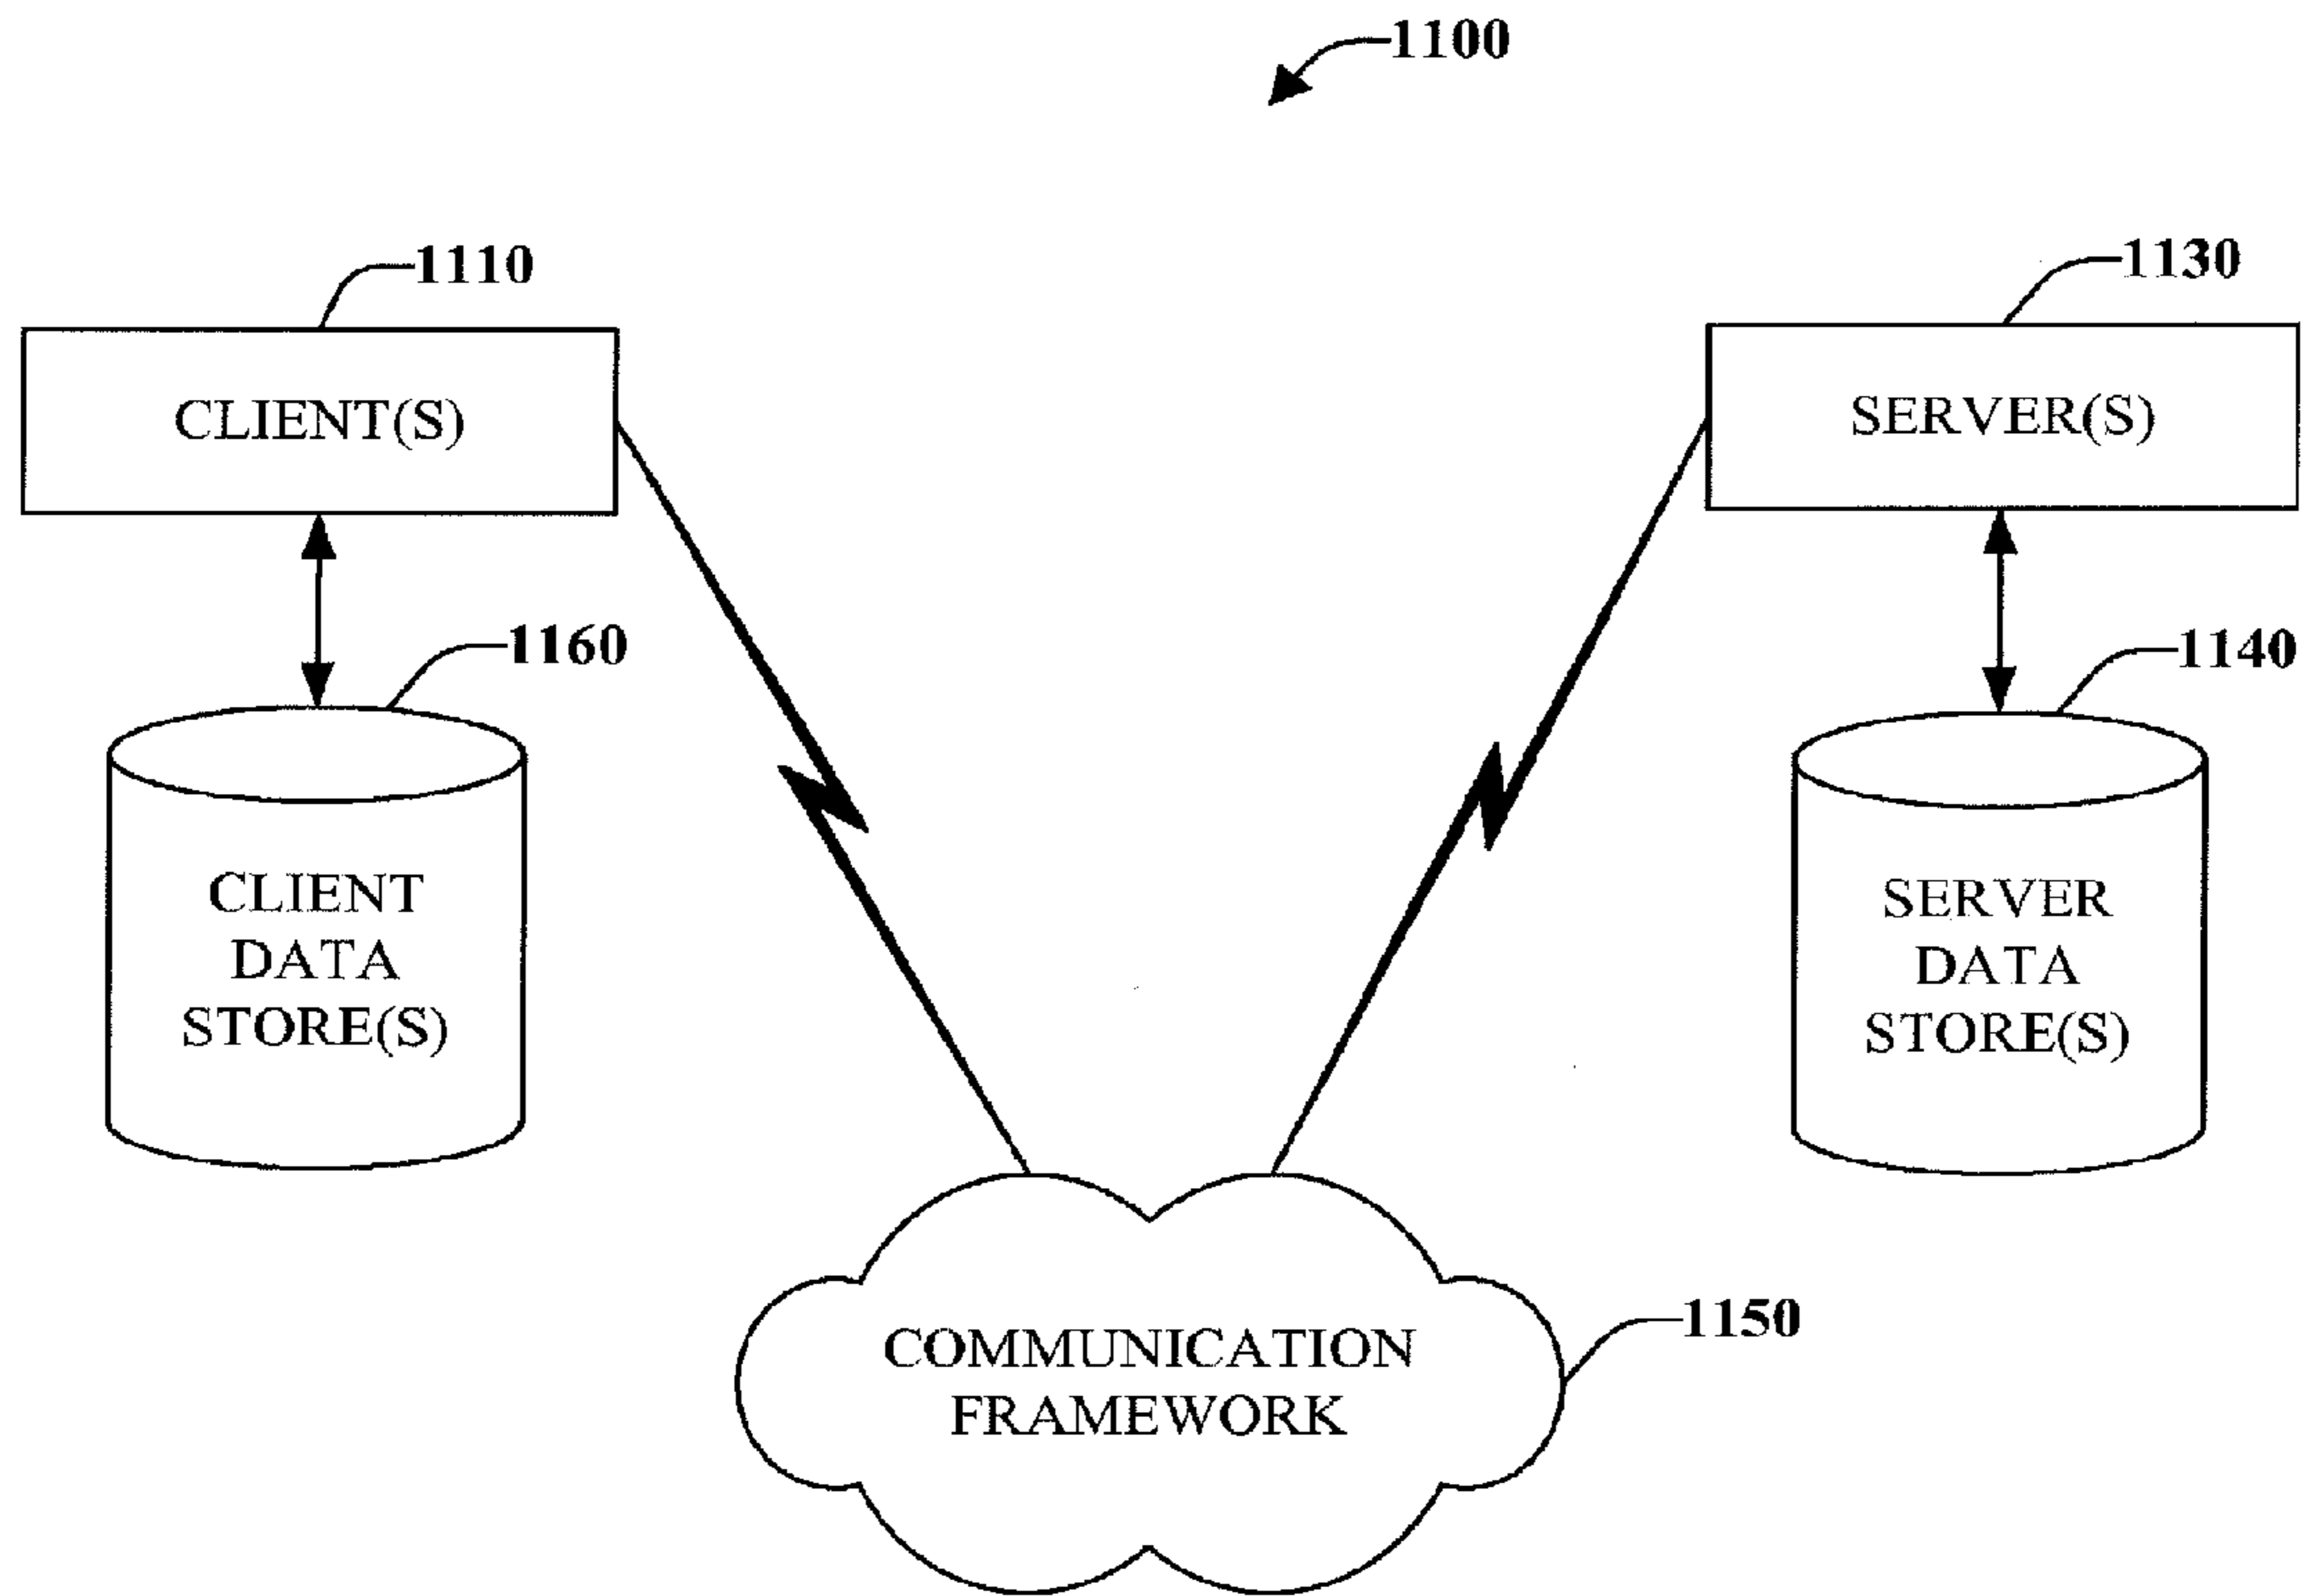 1100
1110
1130
CLIENT(S)
SERVER(S)
1160
1140
CLIENT
DATA
STORE(S)
SERVER
DATA
STORE(S)
1150
COMMUNICATION
FRAMEWORK